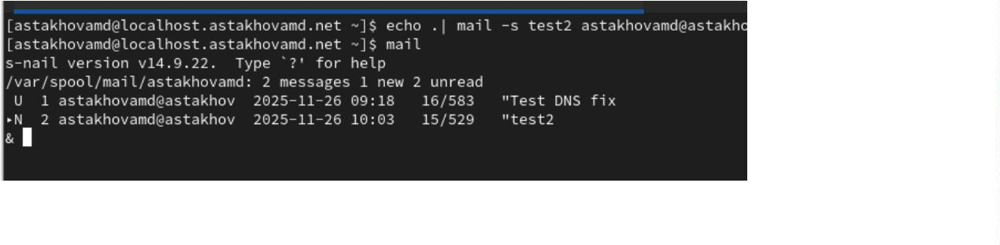 [astakhovamd@localhost.astakhovamd.net ~]$ echo .| mail -s test2 astakhovamd@astakho
[astakhovamd@localhost.astakhovamd.net ~]$ mail
s-nail version v14.9.22.  Type `?' for help
/var/spool/mail/astakhovamd: 2 messages 1 new 2 unread
 U  1 astakhovamd@astakhov  2025-11-26 09:18   16/583   "Test DNS fix
▸N  2 astakhovamd@astakhov  2025-11-26 10:03   15/529   "test2
&